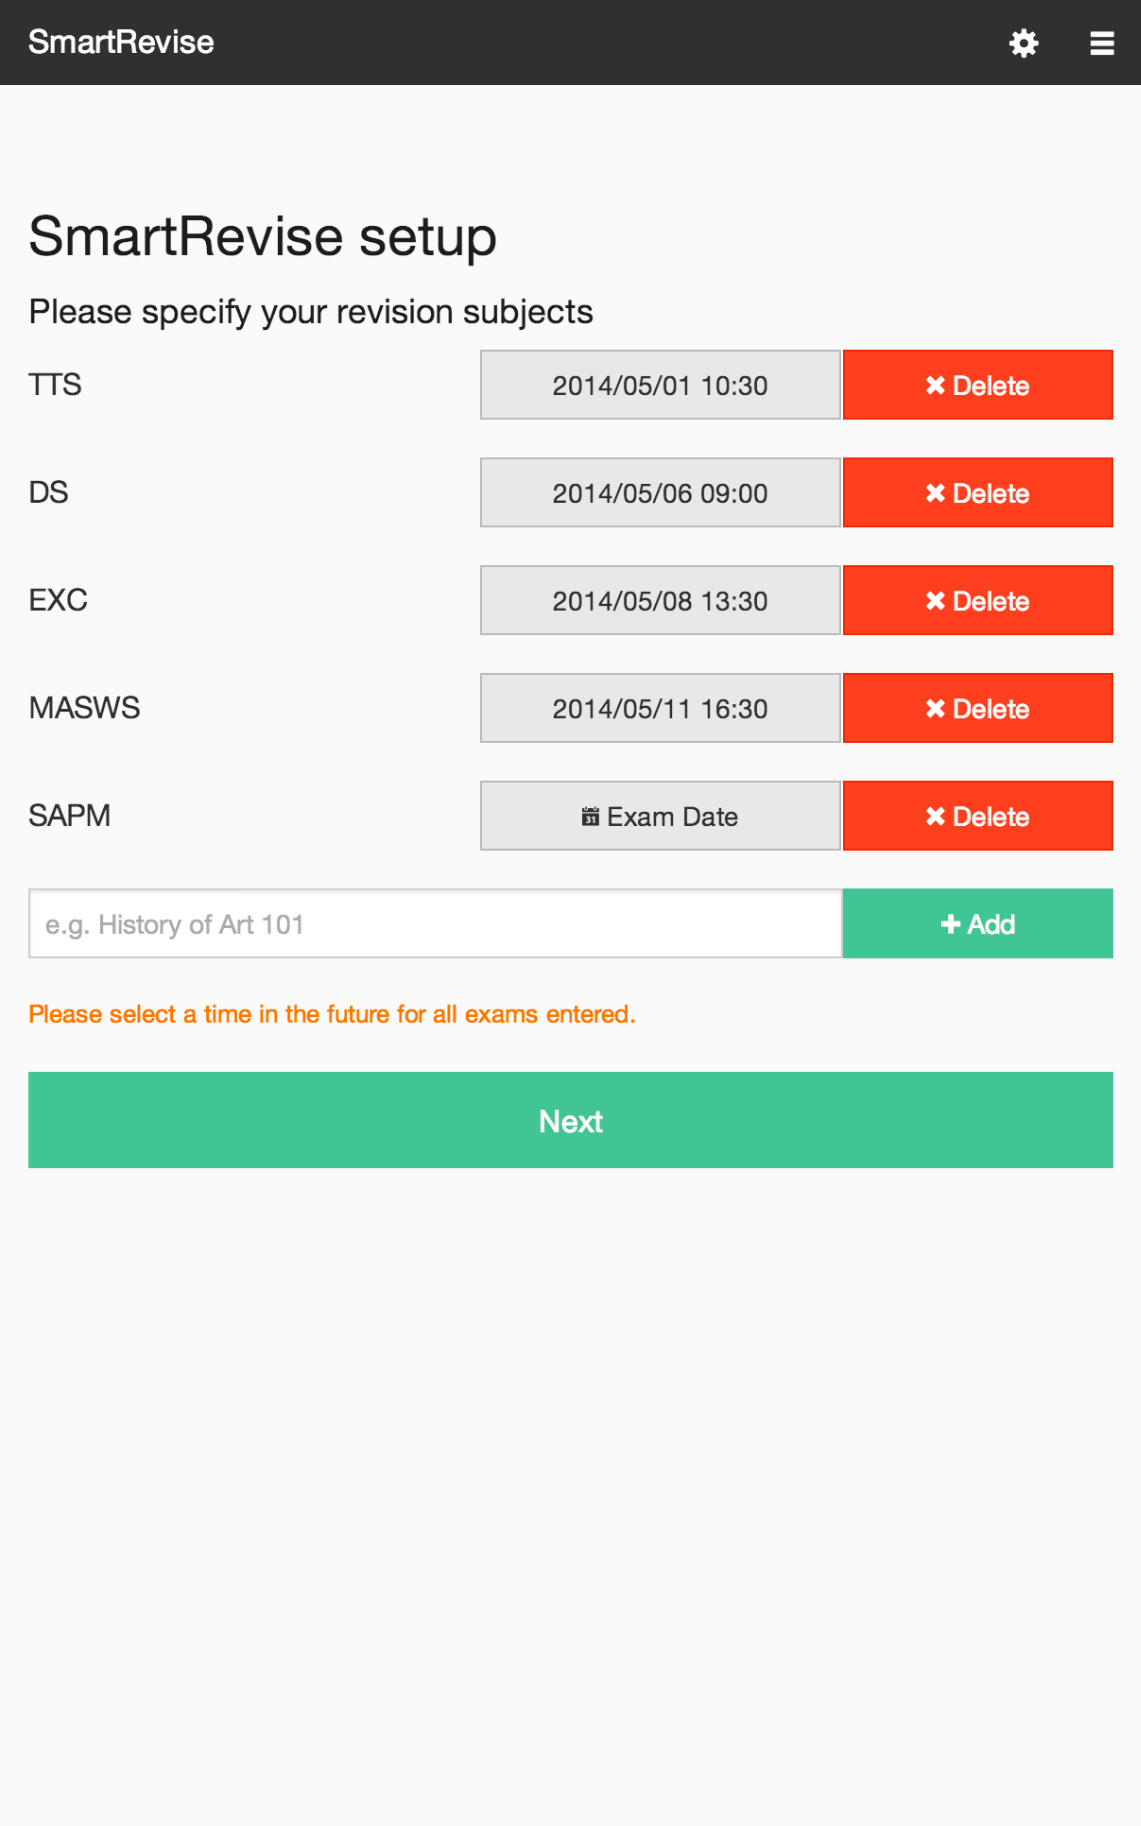 SmartRevise
SmartRevise setup
Please specify your revision subjects
TTS 2014/05/01 10:30 Delete
DS 2014/05/06 09:00 Delete
EXC 2014/05/08 13:30 Delete
MASWS 2014/05/11 16:30 Delete
SAPM 31 Exam Date Delete
e.g. History of Art 101 Add
Please select a time in the future for all exams entered.
Next